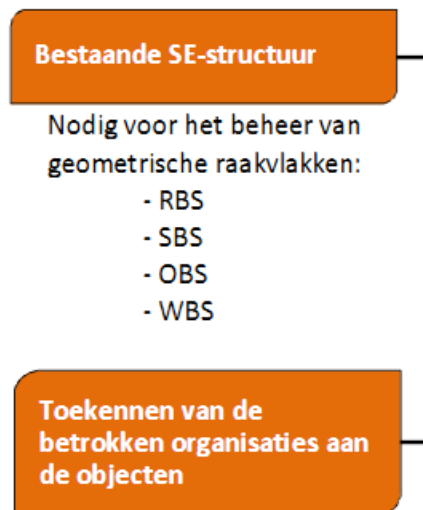 Bestaande SE-structuur
Nodig voor het beheer van
geometrische raakvlakken:
- RBS
- SBS
- OBS
- WBS
Toekennen van de
betrokken organisaties aan
de objecten